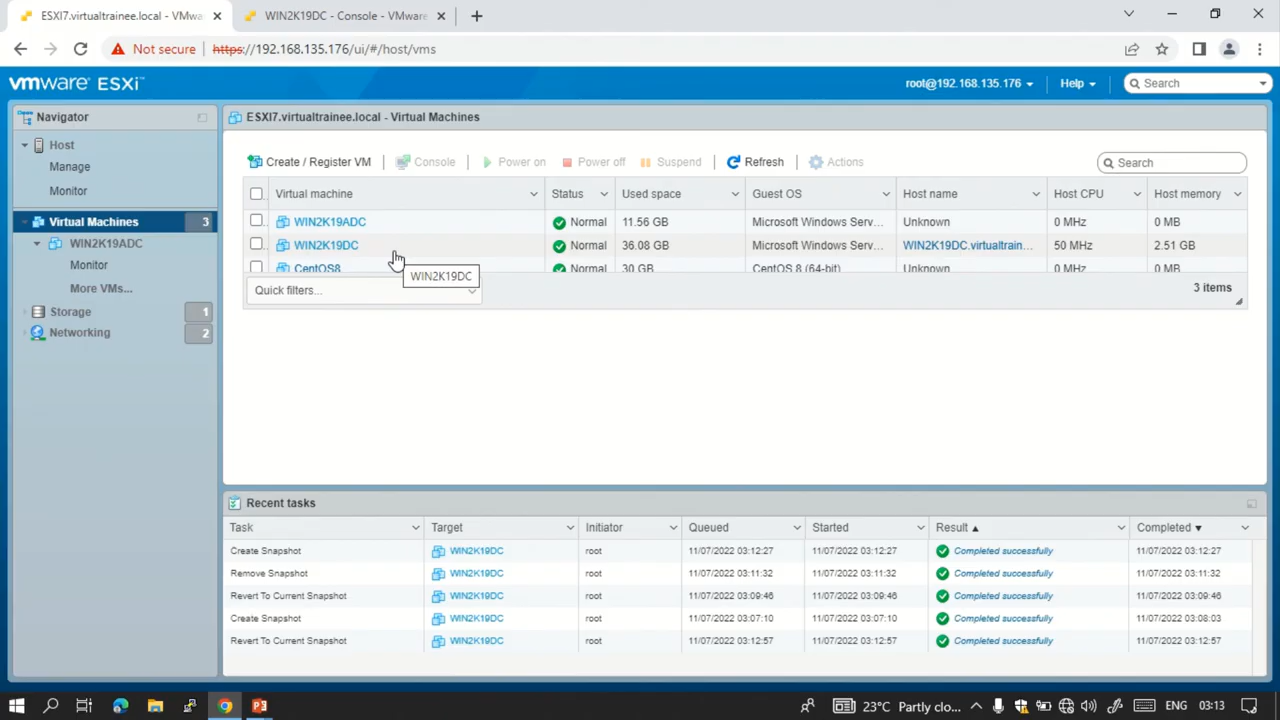 ESXI7.virtualtrainee.local - VMwa
WIN2K19DC - Console - VMware
Not secure https://192.168.135.176/ui/#/host/vms
vmware ESXi™
root@192.168.135.176
Help
Search
Navigator
Host
Manage
Monitor
Virtual Machines 3
WIN2K19ADC
Monitor
More VMs...
Storage 1
Networking 2
ESXI7.virtualtrainee.local - Virtual Machines
Create / Register VM Console Power on Power off Suspend Refresh Actions Search
Virtual machine Status Used space Guest OS Host name Host CPU Host memory
WIN2K19ADC Normal 11.56 GB Microsoft Windows Serv... Unknown 0 MHz 0 MB
WIN2K19DC Normal 36.08 GB Microsoft Windows Serv... WIN2K19DC.virtualtrain... 50 MHz 2.51 GB
CentOS8 Normal 30 GB CentOS 8 (64-bit) Unknown 0 MHz 0 MB
WIN2K19DC
Quick filters... 3 items
Recent tasks
Task Target Initiator Queued Started Result Completed
Create Snapshot WIN2K19DC root 11/07/2022 03:12:27 11/07/2022 03:12:27 Completed successfully 11/07/2022 03:12:27
Remove Snapshot WIN2K19DC root 11/07/2022 03:11:32 11/07/2022 03:11:32 Completed successfully 11/07/2022 03:11:32
Revert To Current Snapshot WIN2K19DC root 11/07/2022 03:09:46 11/07/2022 03:09:46 Completed successfully 11/07/2022 03:09:46
Create Snapshot WIN2K19DC root 11/07/2022 03:07:10 11/07/2022 03:07:10 Completed successfully 11/07/2022 03:08:03
Revert To Current Snapshot WIN2K19DC root 11/07/2022 03:12:57 11/07/2022 03:12:57 Completed successfully 11/07/2022 03:12:57
23°C Partly clo... ENG 03:13